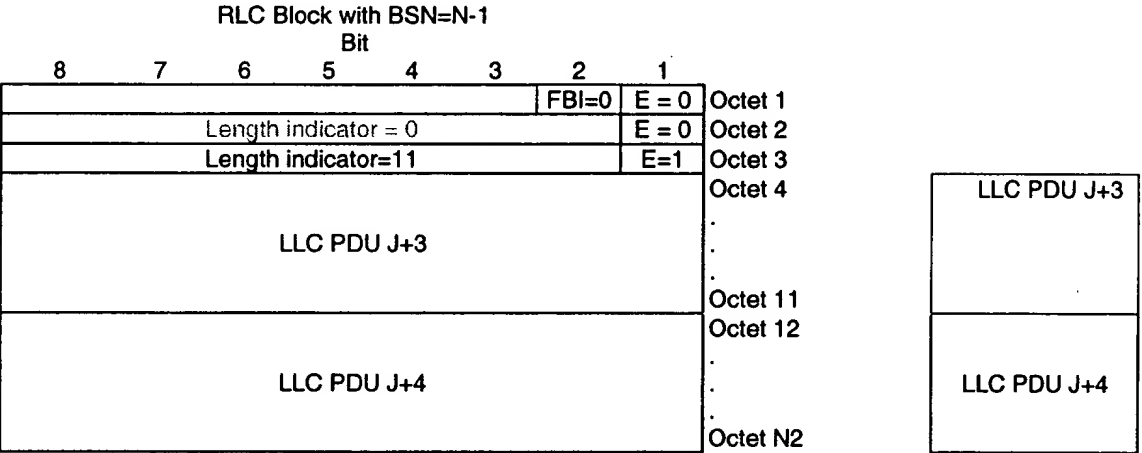 RLC Block with BSN=N-1
Bit
8 7 6 5 4 3 2 1
FBI=0 E = 0 Octet 1
Length indicator = 0 E = 0 Octet 2
Length indicator=11 E=1 Octet 3
Octet 4 LLC PDU J+3
.
LLC PDU J+3 .
.
Octet 11
Octet 12
.
LLC PDU J+4 . LLC PDU J+4
.
Octet N2